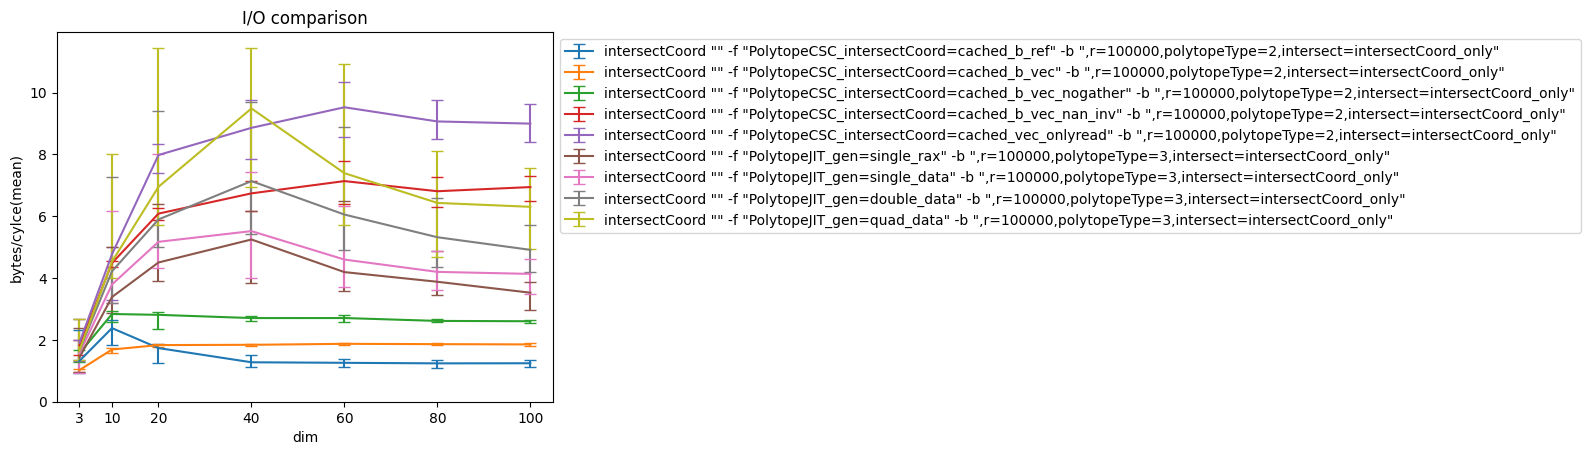 I/O comparison
bytes/cylce(mean)
10
8
6
4
2
0
3 10 20 40 60 80 100
dim
intersectCoord "" -f "PolytopeCSC_intersectCoord=cached_b_ref" -b ",r=100000,polytopeType=2,intersect=intersectCoord_only"
intersectCoord "" -f "PolytopeCSC_intersectCoord=cached_b_vec" -b ",r=100000,polytopeType=2,intersect=intersectCoord_only"
intersectCoord "" -f "PolytopeCSC_intersectCoord=cached_b_vec_nogather" -b ",r=100000,polytopeType=2,intersect=intersectCoord_only"
intersectCoord "" -f "PolytopeCSC_intersectCoord=cached_b_vec_nan_inv" -b ",r=100000,polytopeType=2,intersect=intersectCoord_only"
intersectCoord "" -f "PolytopeCSC_intersectCoord=cached_vec_onlyread" -b ",r=100000,polytopeType=2,intersect=intersectCoord_only"
intersectCoord "" -f "PolytopeJIT_gen=single_rax" -b ",r=100000,polytopeType=3,intersect=intersectCoord_only"
intersectCoord "" -f "PolytopeJIT_gen=single_data" -b ",r=100000,polytopeType=3,intersect=intersectCoord_only"
intersectCoord "" -f "PolytopeJIT_gen=double_data" -b ",r=100000,polytopeType=3,intersect=intersectCoord_only"
intersectCoord "" -f "PolytopeJIT_gen=quad_data" -b ",r=100000,polytopeType=3,intersect=intersectCoord_only"